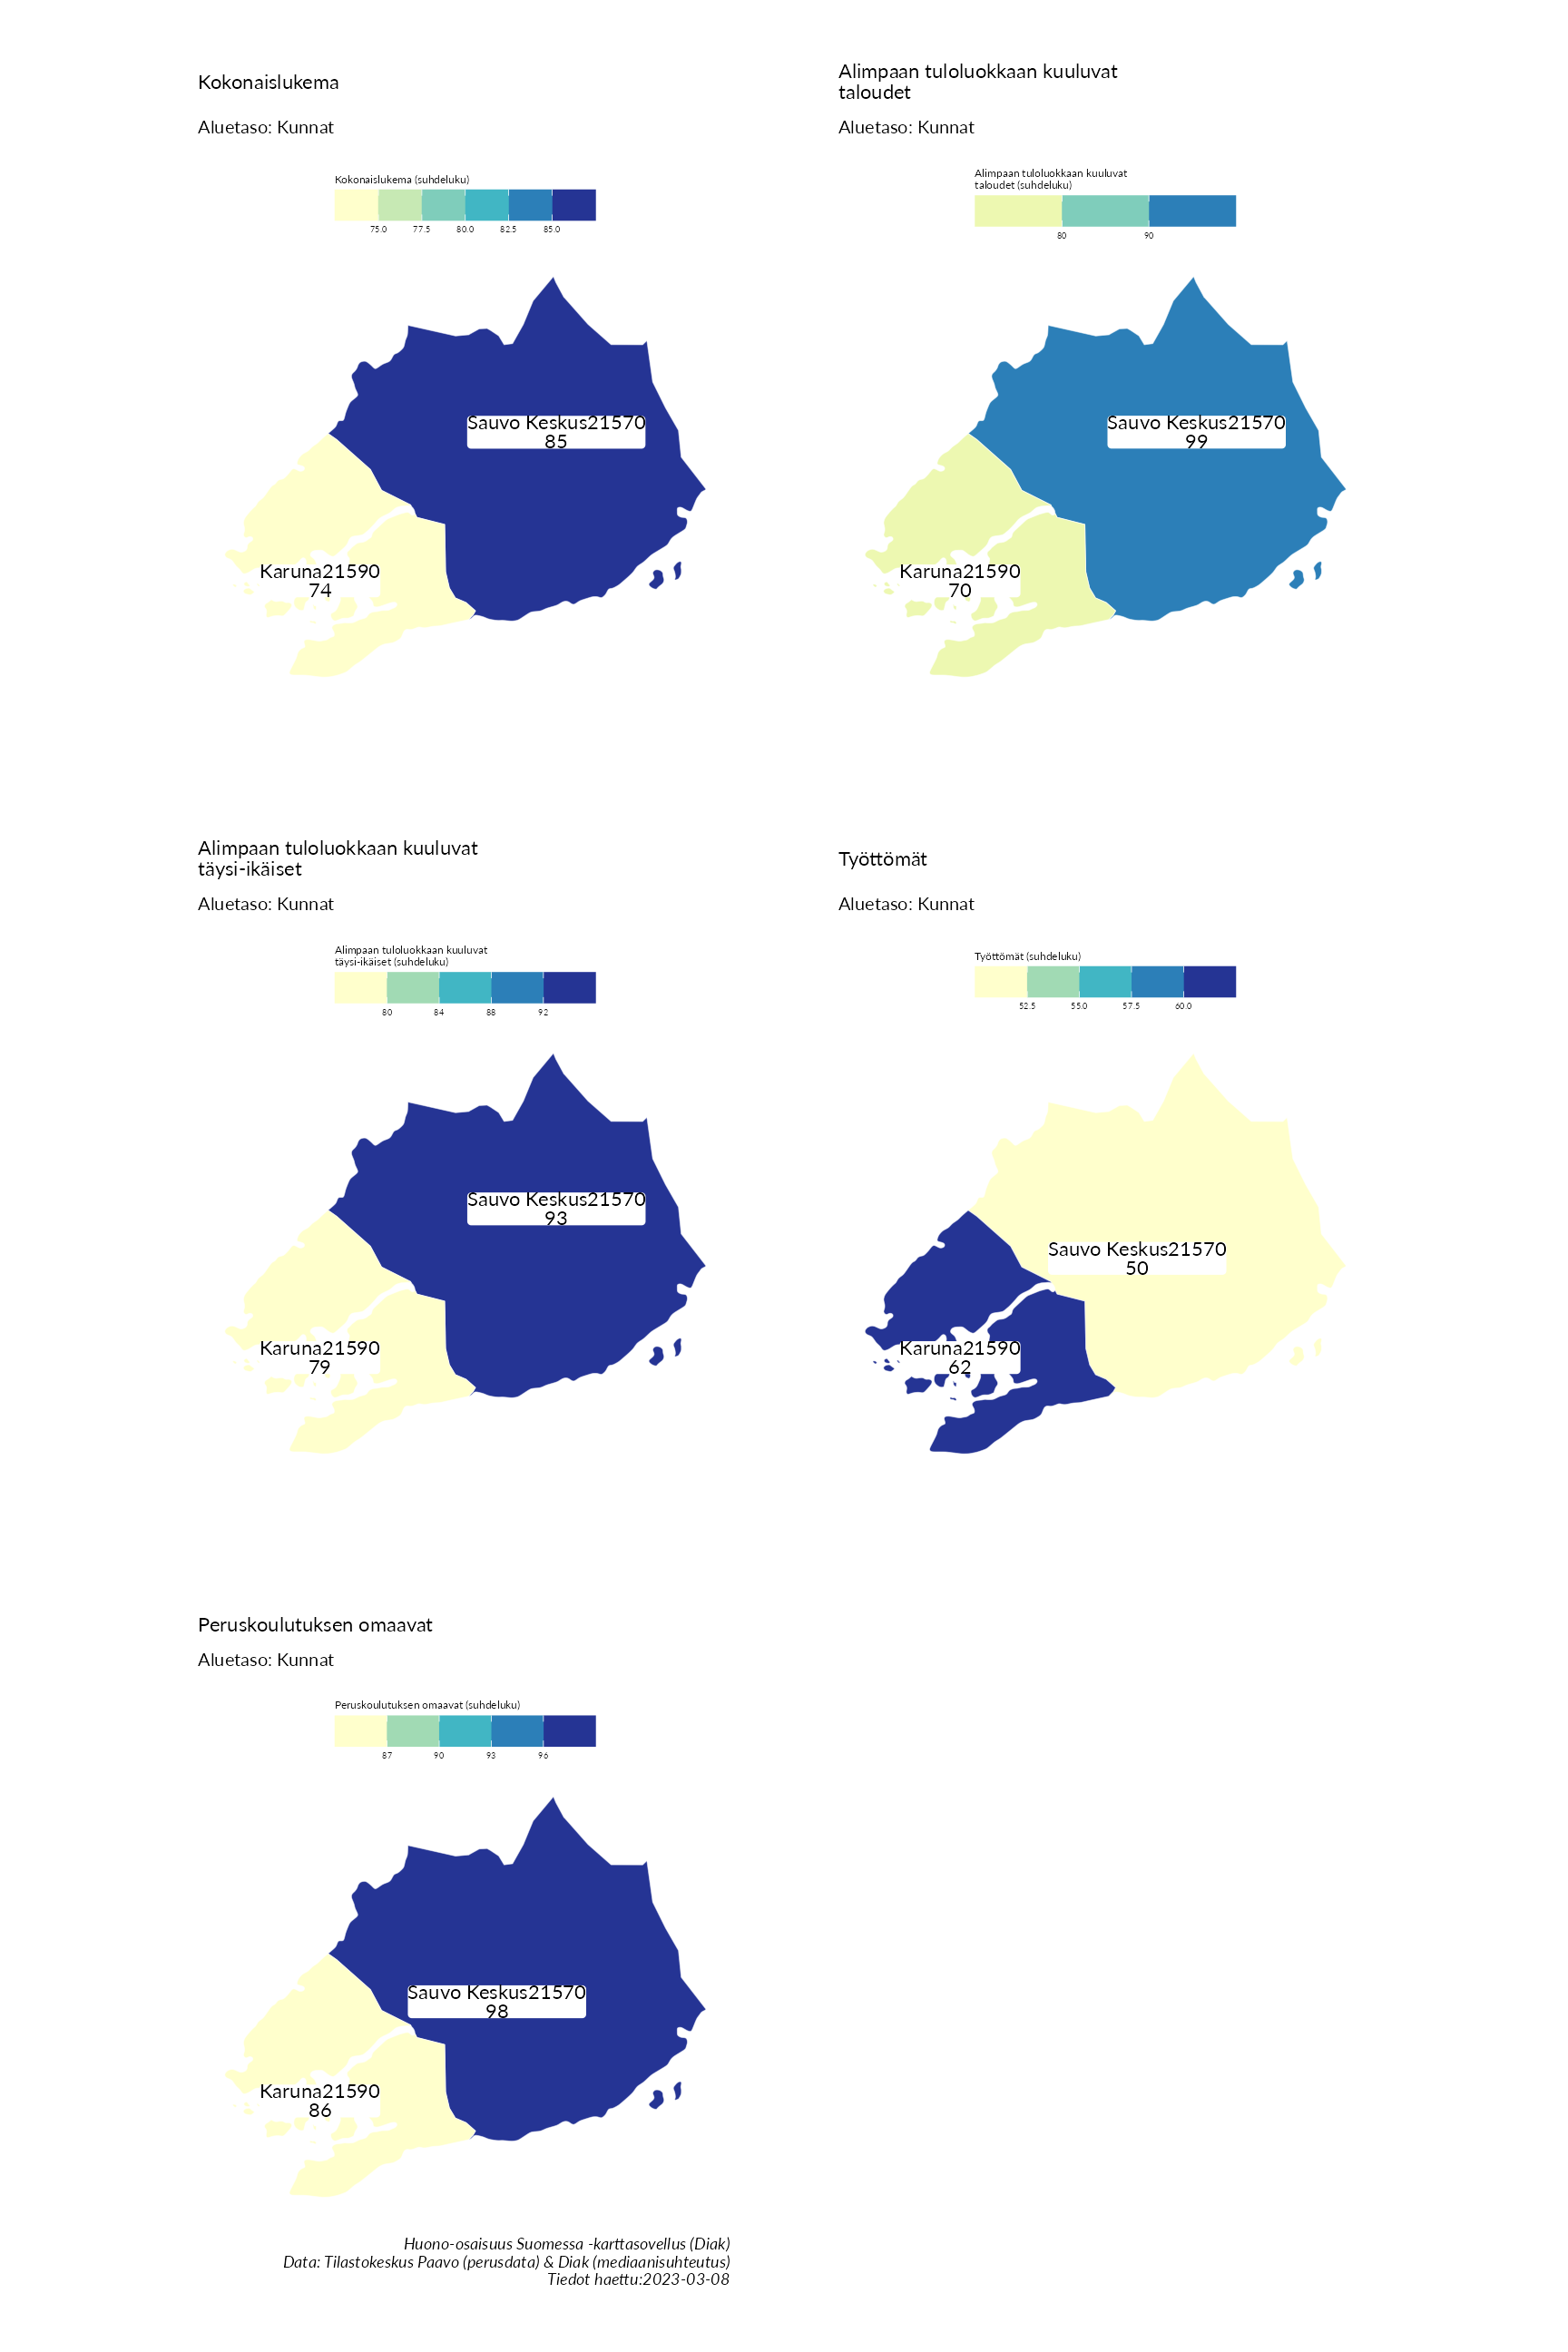 Kokonaislukema
Aluetaso: Kunnat
Kokonaislukema (suhdeluku)
75.0 77.5 80.0 82.5 85.0
Sauvo Keskus21570
85
Karuna21590
74
Alimpaan tuloluokkaan kuuluvat
taloudet
Aluetaso: Kunnat
Alimpaan tuloluokkaan kuuluvat
taloudet (suhdeluku)
80 90
Sauvo Keskus21570
99
Karuna21590
70
Alimpaan tuloluokkaan kuuluvat
täysi-ikäiset
Aluetaso: Kunnat
Alimpaan tuloluokkaan kuuluvat
täysi-ikäiset (suhdeluku)
80 84 88 92
Sauvo Keskus21570
93
Karuna21590
79
Työttömät
Aluetaso: Kunnat
Työttömät (suhdeluku)
52.5 55.0 57.5 60.0
Sauvo Keskus21570
50
Karuna21590
62
Peruskoulutuksen omaavat
Aluetaso: Kunnat
Peruskoulutuksen omaavat (suhdeluku)
87 90 93 96
Sauvo Keskus21570
98
Karuna21590
86
Huono-osaisuus Suomessa -karttasovellus (Diak)
Data: Tilastokeskus Paavo (perusdata) & Diak (mediaanisuhteutus)
Tiedot haettu:2023-03-08